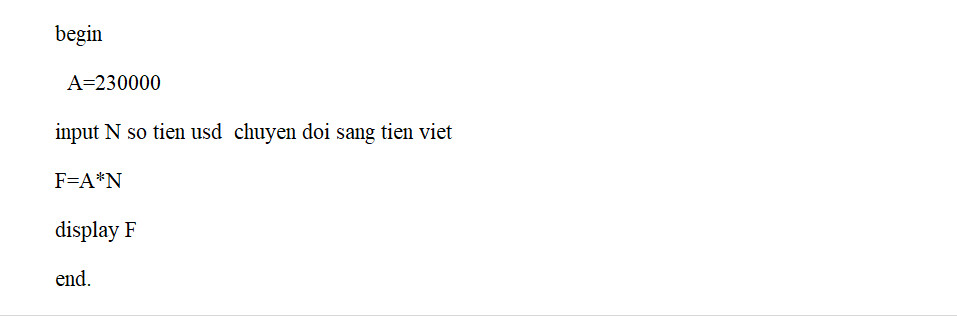 begin
A=230000
input N so tien usd chuyen doi sang tien viet
F=A*N
display F
end.